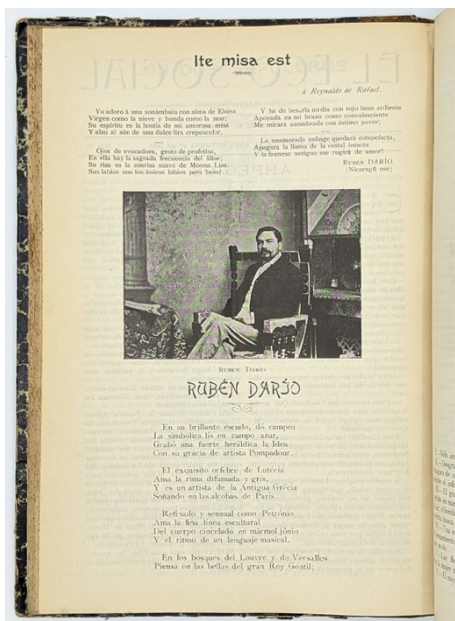 Ite misa est
á Reynaldo de Rafael.
Yo adoro á una sonámbula con alma de Eloísa
Virgen como la nieve y honda como la mar;
Su espíritu es la hostia de mi amorosa misa
Y alzo al són de una dulce lira crepuscular.
Ojos de evocadora, gesto de profetisa,
En ella hay la sagrada frecuencia del altar;
Su risa es la sonrisa suave de Monna Lisa,
Sus labios son los únicos labios para besar.
Y he de besarla un día con rojo beso ardiente
Apoyada en mi brazo como convaleciente
Me mirará asombrada con íntimo pavor;
La enamorada esfinge quedará estupefacta,
Apagaré la llama de la vestal intacta
Y la faunesa antigua me rugirá de amor!
RUBÉN DARÍO.
RUBEN DARIO
RUBÉN DARÍO
En su brillante escudo, dó campea
La simbólica lis en campo azur,
Grabó una fuerte heráldica la Idea
Con su gracia de artista Pompadour.
El exquisito orfebre de Lutecia
Ama la rima difumada y gris,
Y es un artista de la Antigua Grecia
Soñando en las alcobas de París.
Refinado y sensual como Petronio
Ama la fina línea escultural
Del cuerpo cincelado en mármol jónio
Y el ritmo de un lenguaje musical.
En los bosques del Louvre y de Versalles
Piensa en las bellas del gran Rey Gentil;